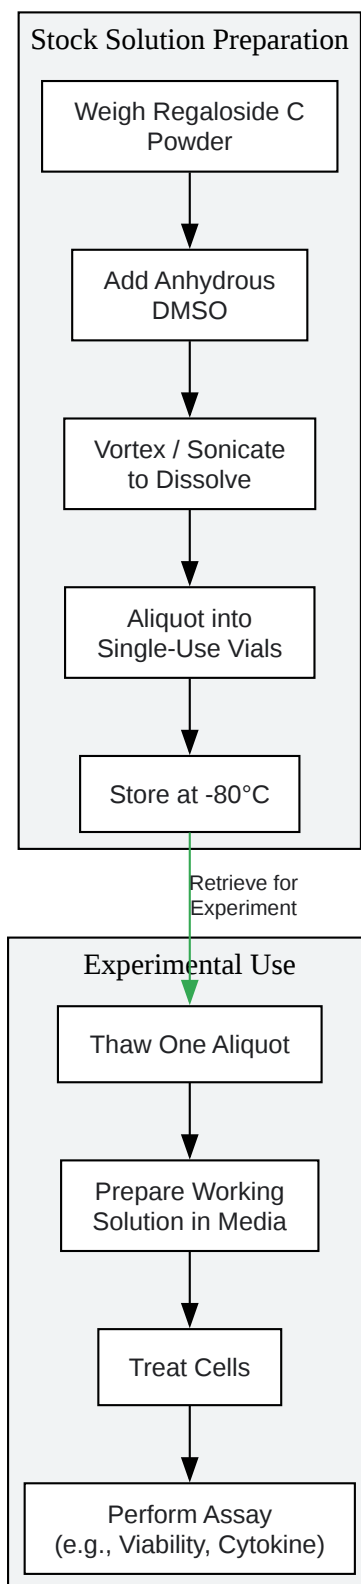 Stock Solution Preparation
Weigh Regaloside C
Powder
Add Anhydrous
DMSO
Vortex / Sonicate
to Dissolve
Aliquot into
Single-Use Vials
Store at -80°C
Retrieve for
Experiment
Experimental Use
Thaw One Aliquot
Prepare Working
Solution in Media
Treat Cells
Perform Assay
(e.g., Viability, Cytokine)